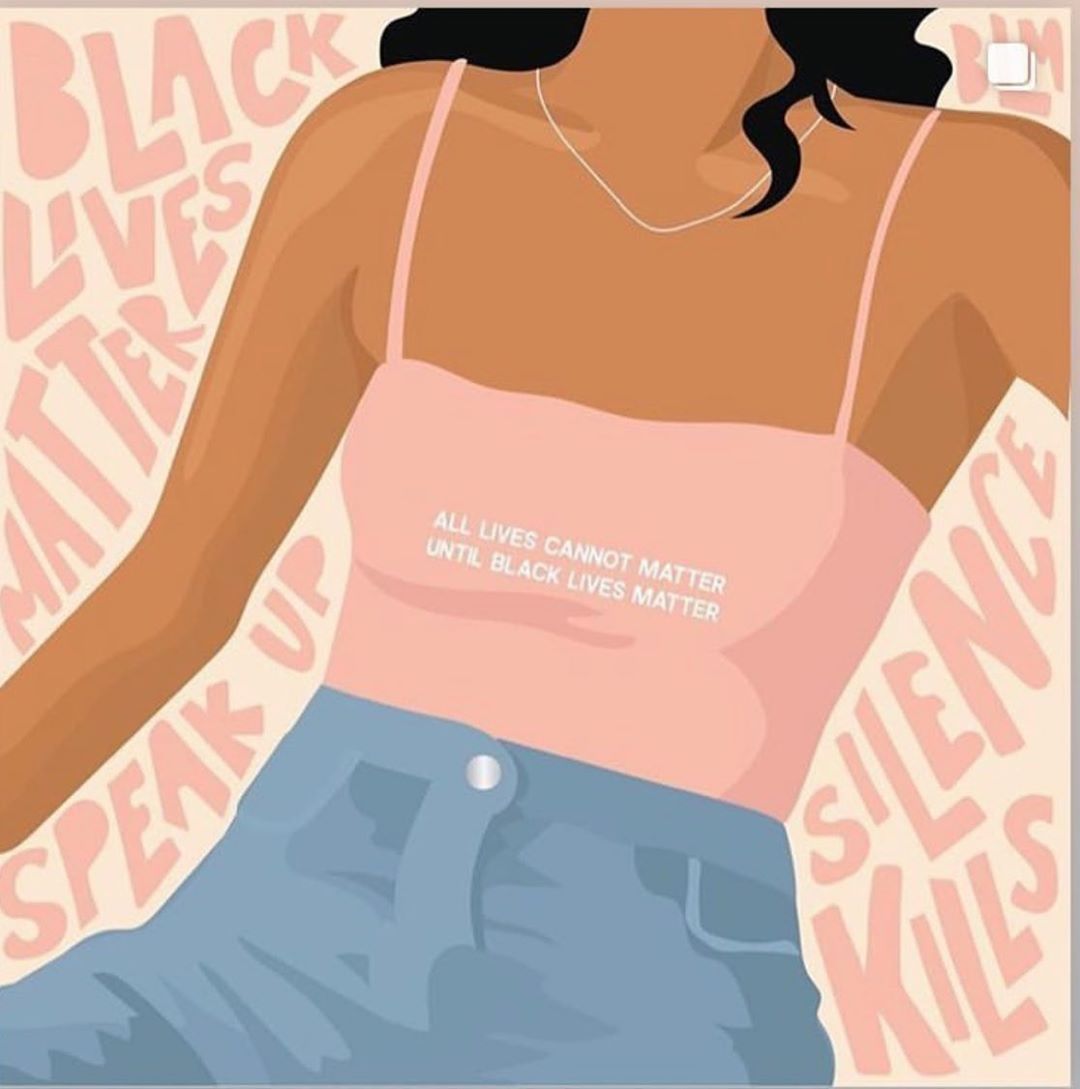 BLACK
LIVES
MATTER
SPEAK UP
ALL LIVES CANNOT MATTER
UNTIL BLACK LIVES MATTER
BLM
SILENCE
KILLS